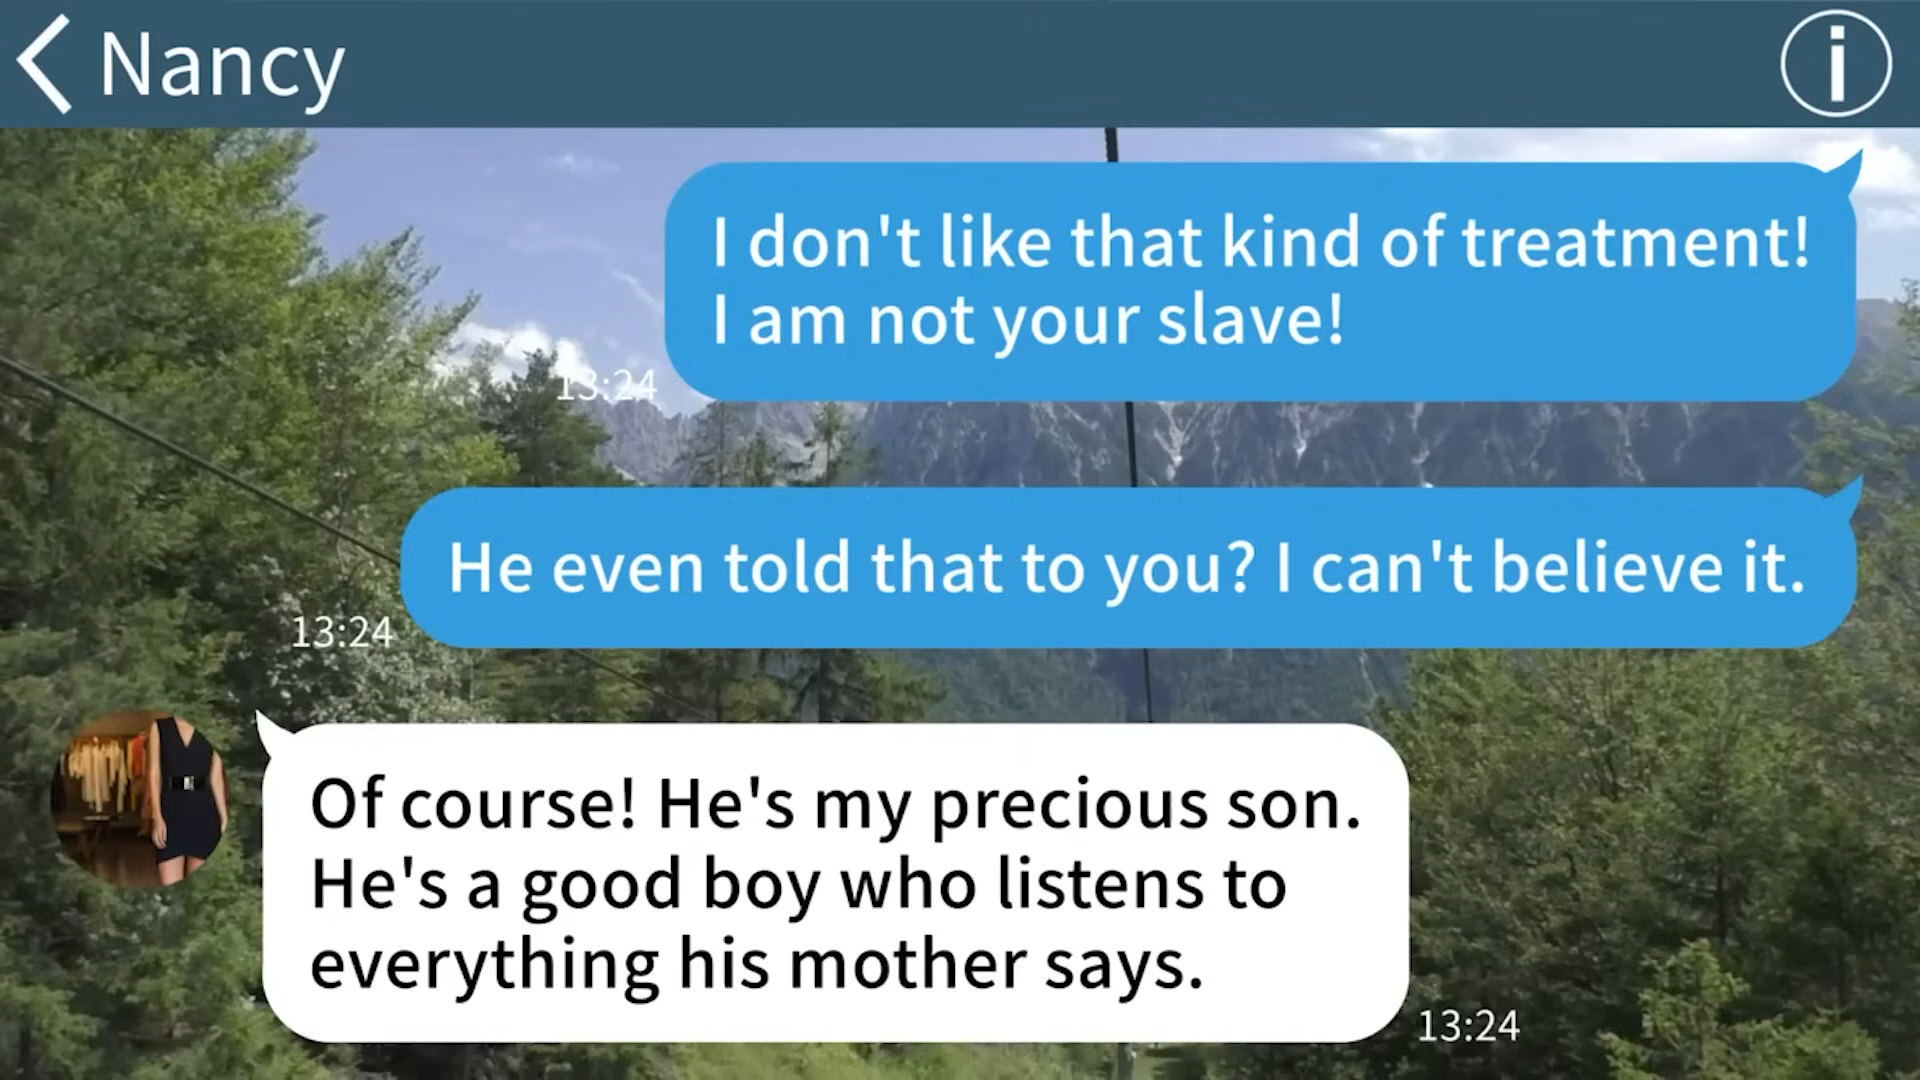 Nancy
I don't like that kind of treatment!
I am not your slave!
13:24
He even told that to you? I can't believe it.
13:24
Of course! He's my precious son.
He's a good boy who listens to
everything his mother says.
13:24